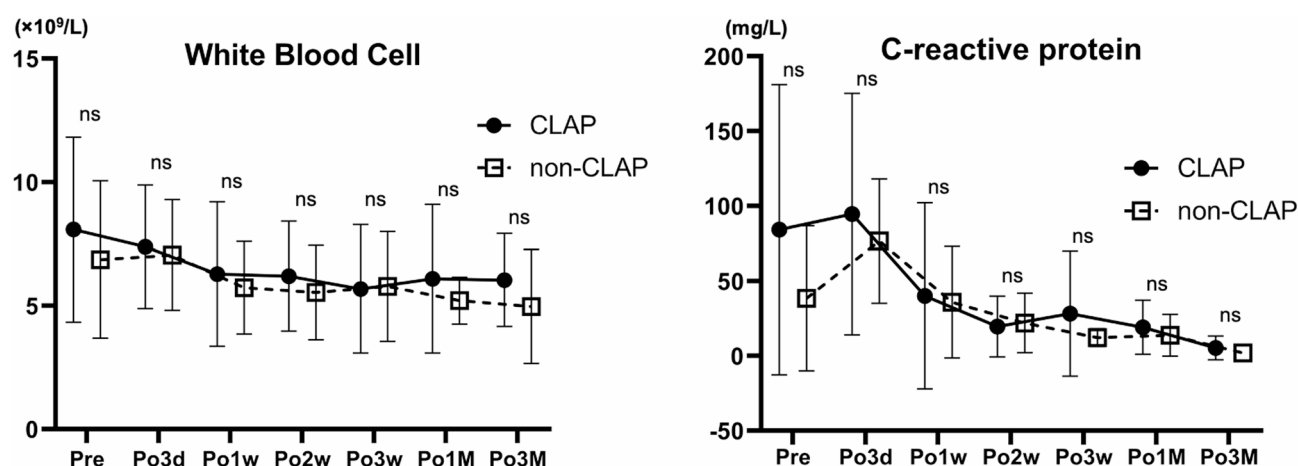 (×10⁹/L)
White Blood Cell
15
10
5
0
ns
ns
ns
ns
ns
ns
ns
CLAP
non-CLAP
Pre Po3d Po1w Po2w Po3w Po1M Po3M
(mg/L)
C-reactive protein
200
150
100
50
0
-50
ns
ns
ns
ns
ns
ns
ns
CLAP
non-CLAP
Pre Po3d Po1w Po2w Po3w Po1M Po3M